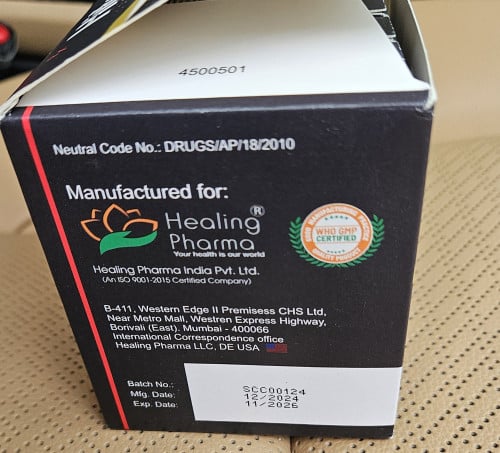 4500501
Neutral Code No.: DRUGS/AP/18/2010
Manufactured for:
Healing®
Pharma
Your health is our world
Healing Pharma India Pvt. Ltd.
(An ISO 9001-2015 Certified Company)
WHO GMP
CERTIFIED
B-411, Western Edge II Premisess CHS Ltd,
Near Metro Mall, Westren Express Highway,
Borivali (East). Mumbai - 400066
International Correspondence office
Healing Pharma LLC, DE USA
Batch No.: SCC00124
Mfg. Date: 12/2024
Exp. Date: 11/2026